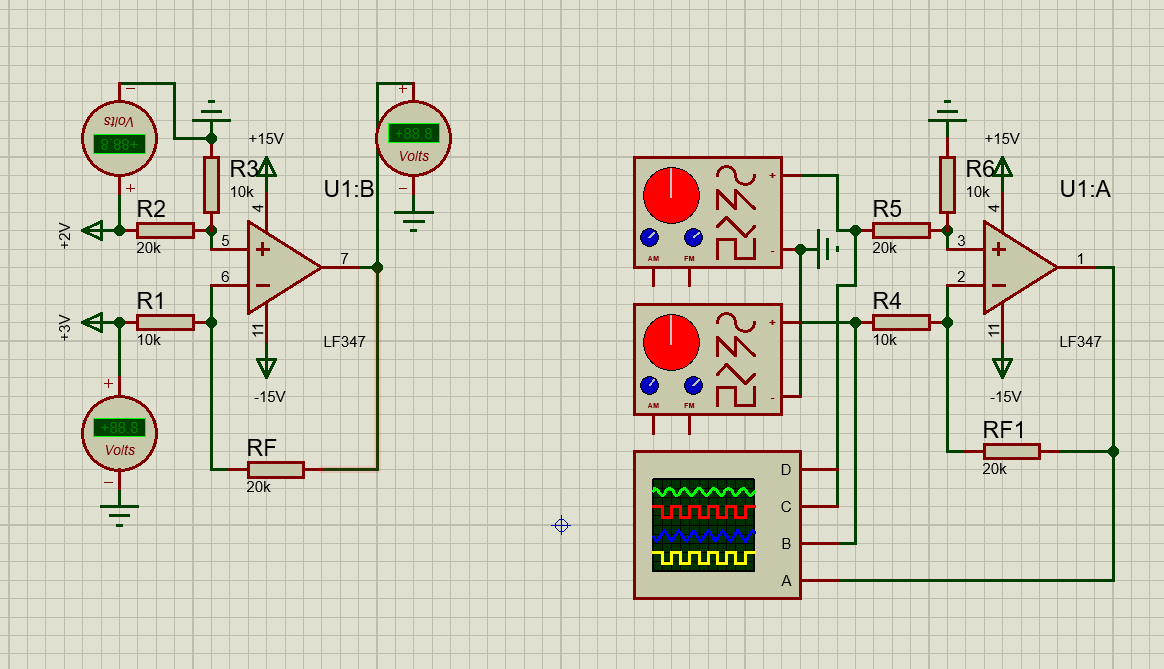 −
+
Volts
+88.8
+
−
+88.8
Volts
+15V
+15V
R3
10k
R6
10k
+
AM
FM
-
U1:B
U1:A
+
−
4
4
+2V
R2
20k
5
+
7
R5
20k
3
+
1
6
−
2
−
+3V
R1
10k
11
LF347
-15V
+
AM
FM
-
R4
10k
11
LF347
-15V
+
+88.8
Volts
−
RF
20k
RF1
20k
D
C
B
A